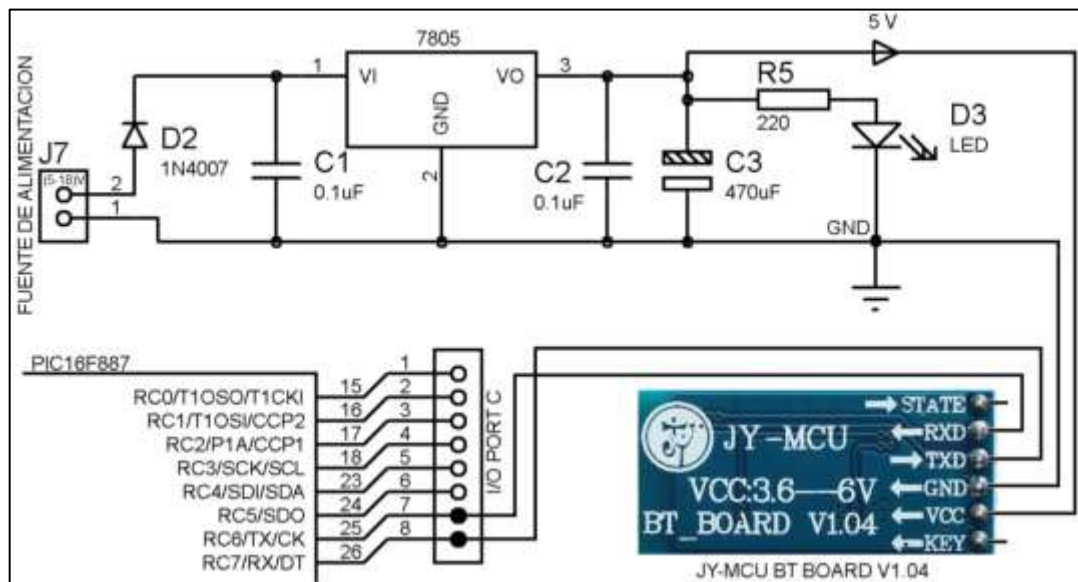 FUENTE DE ALIMENTACION
J7
(5-18)V
2
1
D2
1N4007
C1
0.1uF
7805
1
VI
VO
3
GND
2
C2
0.1uF
C3
470uF
R5
220
5 V
D3
LED
GND
PIC16F887
RC0/T1OSO/T1CKI 15 1
RC1/T1OSI/CCP2 16 2
RC2/P1A/CCP1 17 3
RC3/SCK/SCL 18 4
RC4/SDI/SDA 23 5
RC5/SDO 24 6
RC6/TX/CK 25 7
RC7/RX/DT 26 8
I/O PORT C
JY-MCU
VCC:3.6—6V
BT_BOARD V1.04
STATE
RXD
TXD
GND
VCC
KEY
JY-MCU BT BOARD V1.04